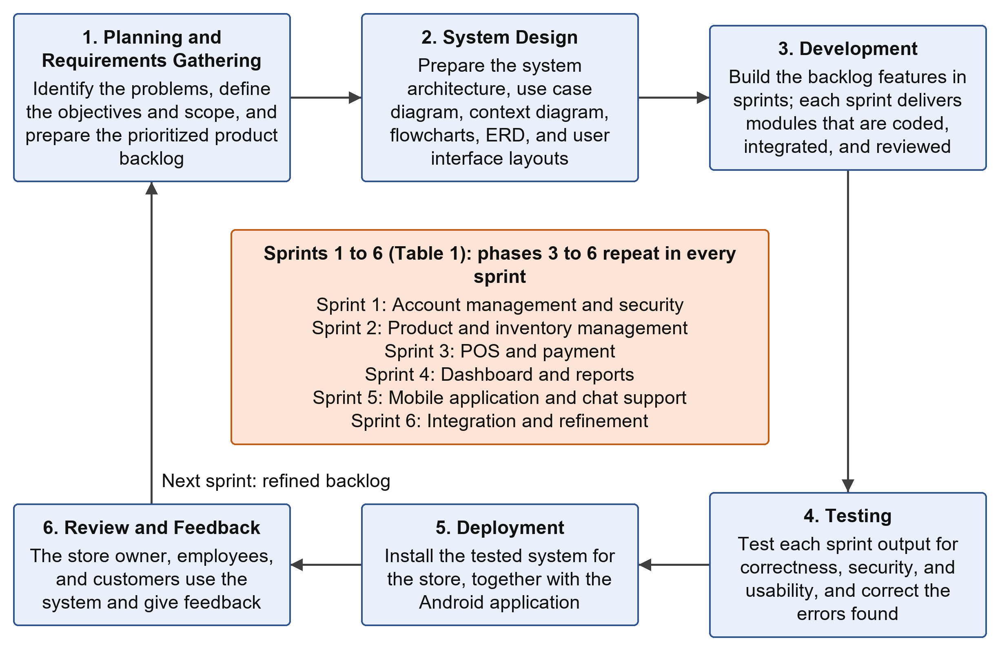 1. Planning and
Requirements Gathering
Identify the problems, define
the objectives and scope, and
prepare the prioritized product
backlog
2. System Design
Prepare the system
architecture, use case
diagram, context diagram,
flowcharts, ERD, and user
interface layouts
3. Development
Build the backlog features in
sprints; each sprint delivers
modules that are coded,
integrated, and reviewed
Sprints 1 to 6 (Table 1): phases 3 to 6 repeat in every
sprint
Sprint 1: Account management and security
Sprint 2: Product and inventory management
Sprint 3: POS and payment
Sprint 4: Dashboard and reports
Sprint 5: Mobile application and chat support
Sprint 6: Integration and refinement
Next sprint: refined backlog
6. Review and Feedback
The store owner, employees,
and customers use the
system and give feedback
5. Deployment
Install the tested system for
the store, together with the
Android application
4. Testing
Test each sprint output for
correctness, security, and
usability, and correct the
errors found